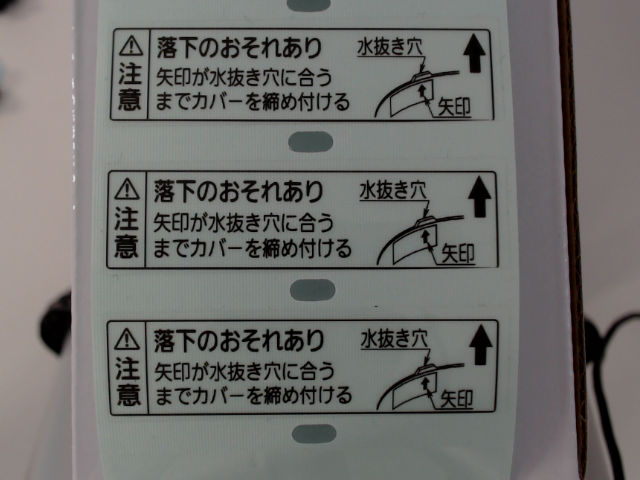 注意
落下のおそれあり
矢印が水抜き穴に合う
までカバーを締め付ける
水抜き穴
矢印
注意
落下のおそれあり
矢印が水抜き穴に合う
までカバーを締め付ける
水抜き穴
矢印
注意
落下のおそれあり
矢印が水抜き穴に合う
までカバーを締め付ける
水抜き穴
矢印